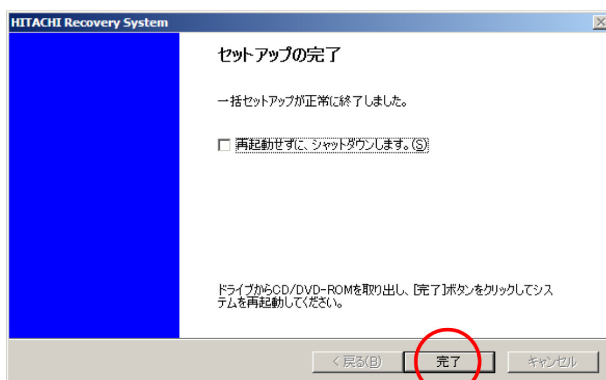 HITACHI Recovery System
セットアップの完了
一括セットアップが正常に終了しました。
再起動せずに、シャットダウンします。(S)
ドライブからCD/DVD-ROMを取り出し、[完了]ボタンをクリックしてシス
テムを再起動してください。
< 戻る(B)
完了
キャンセル